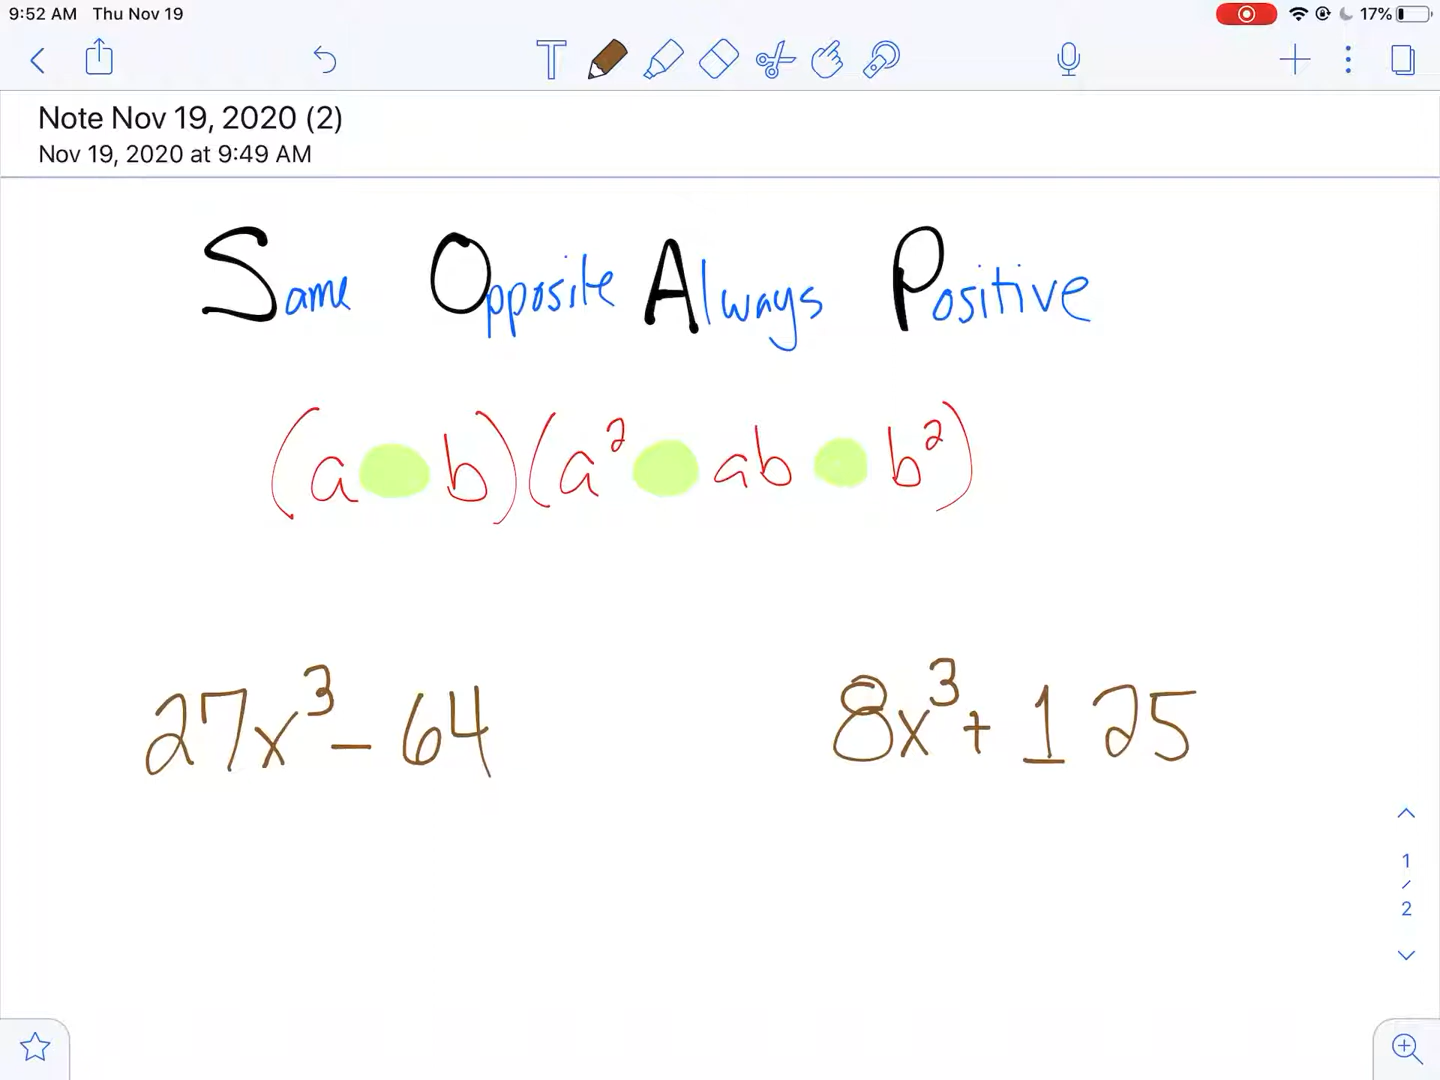 9:52 AM Thu Nov 19 17%
T
Note Nov 19, 2020 (2)
Nov 19, 2020 at 9:49 AM
Same Opposite Always Positive
(a b)(a² ab b²)
27x³ - 64 8x³ + 125
1
/
2